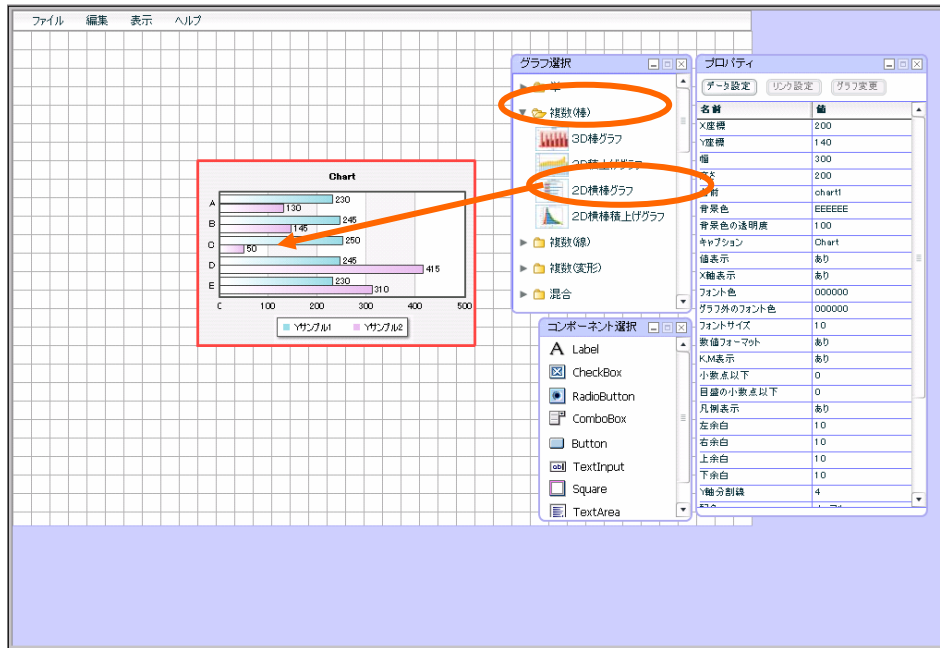 ファイル 編集 表示 ヘルプ
グラフ選択
複数(棒)
3D棒グラフ
2D横棒グラフ
2D横棒積上げグラフ
複数(線)
複数(変形)
混合
コンポーネント選択
Label
CheckBox
RadioButton
ComboBox
Button
TextInput
Square
TextArea
プロパティ
データ設定 リンク設定 グラフ変更
名前 値
X座標 200
Y座標 140
幅 300
200
chart1
背景色 EEEEEE
背景色の透明度 100
キャプション Chart
値表示 あり
X軸表示 あり
フォント色 000000
グラフ外のフォント色 000000
フォントサイズ 10
数値フォーマット あり
K,M表示 あり
小数点以下 0
目盛の小数点以下 0
凡例表示 あり
左余白 10
右余白 10
上余白 10
下余白 10
Y軸分割線 4
Chart
A 230
130
B 245
145
C 250
50
D 245
415
E 230
310
0 100 200 300 400 500
Yサンプル1 Yサンプル2